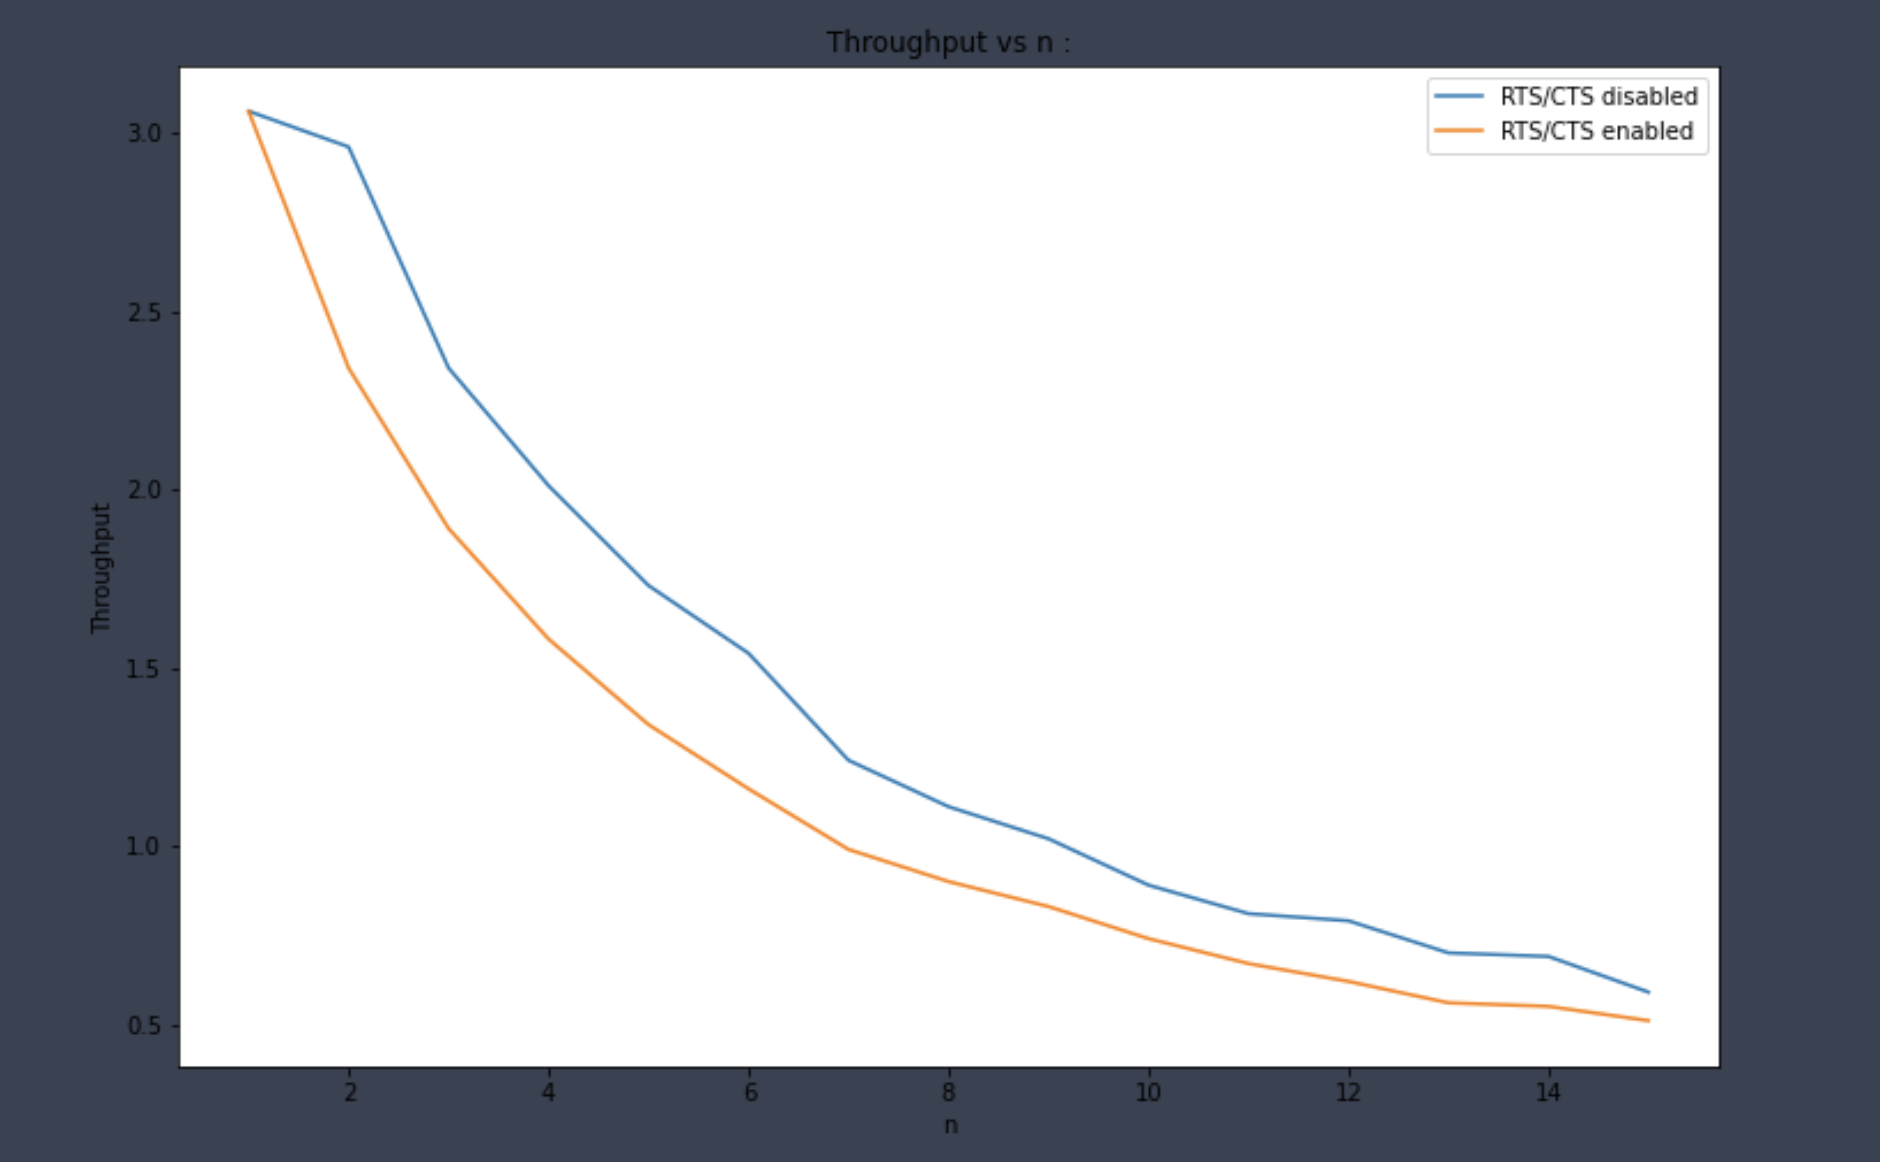 Throughput vs n :
RTS/CTS disabled
RTS/CTS enabled
3.0
2.5
2.0
1.5
1.0
0.5
Throughput
2 4 6 8 10 12 14
n